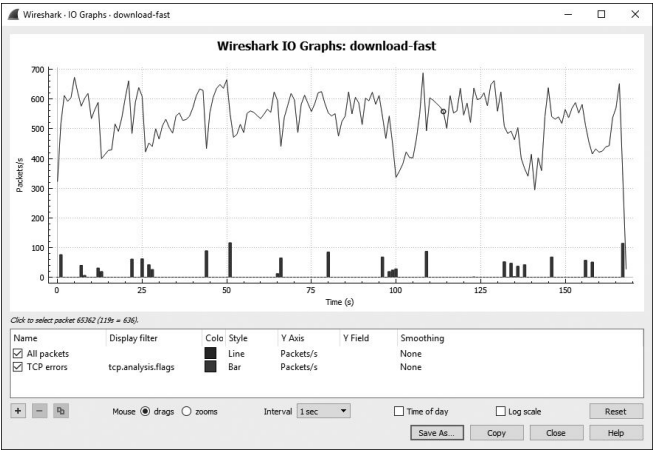 Wireshark · IO Graphs · download-fast
Wireshark IO Graphs: download-fast
700
600
500
400
300
200
100
0
Packets/s
0
25
50
75
100
125
150
Time (s)
Click to select packet 65362 (119s = 636).
Name Display filter Colo Style Y Axis Y Field Smoothing
All packets Line Packets/s None
TCP errors tcp.analysis.flags Bar Packets/s None
+ − Mouse drags zooms Interval 1 sec Time of day Log scale Reset
Save As... Copy Close Help